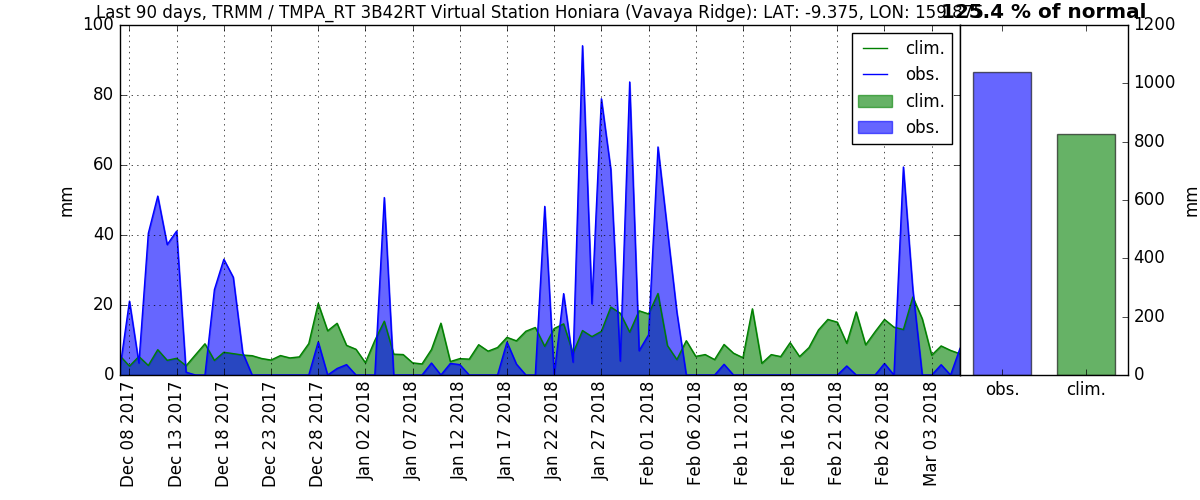 Last 90 days, TRMM / TMPA_RT 3B42RT Virtual Station Honiara (Vavaya Ridge): LAT: -9.375, LON:
125.4 % of normal
100
80
60
40
20
0
mm
clim.
obs.
clim.
obs.
1200
1000
800
600
400
200
0
mm
obs.
clim.
Dec 08 2017
Dec 13 2017
Dec 18 2017
Dec 23 2017
Dec 28 2017
Jan 02 2018
Jan 07 2018
Jan 12 2018
Jan 17 2018
Jan 22 2018
Jan 27 2018
Feb 01 2018
Feb 06 2018
Feb 11 2018
Feb 16 2018
Feb 21 2018
Feb 26 2018
Mar 03 2018